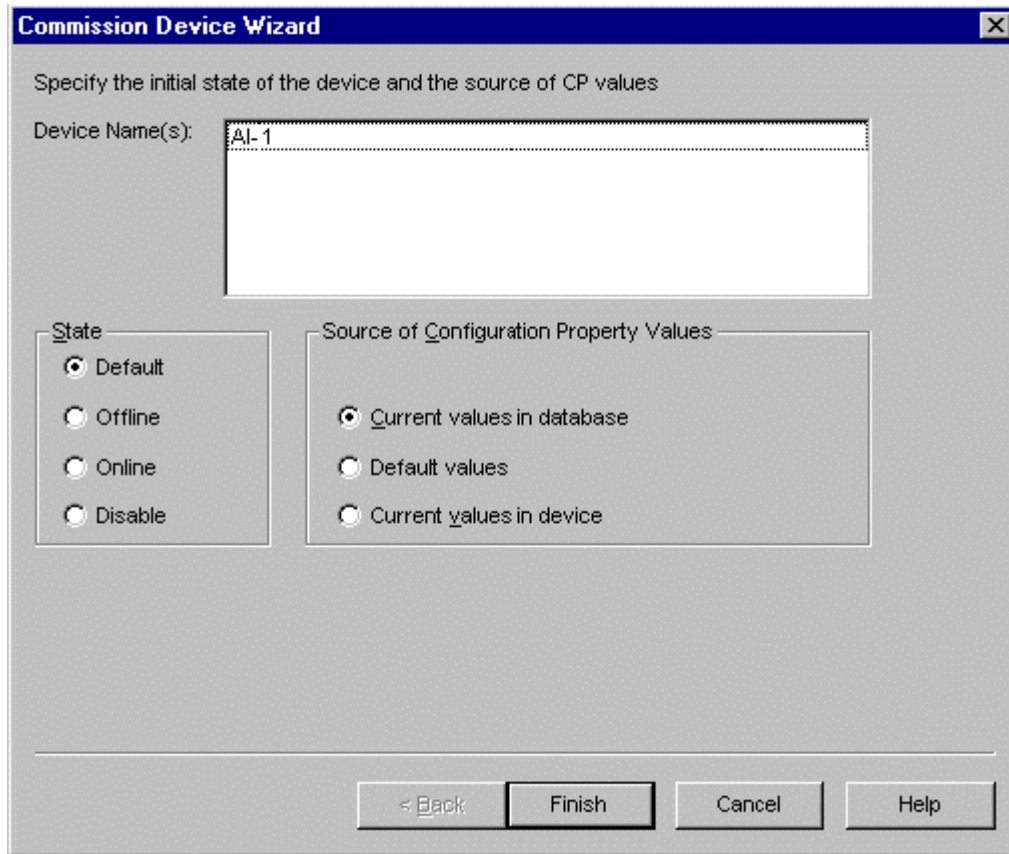 Commission Device Wizard
Specify the initial state of the device and the source of CP values
Device Name(s):
AI-1
State
Default
Offline
Online
Disable
Source of Configuration Property Values
Current values in database
Default values
Current values in device
< Back
Finish
Cancel
Help